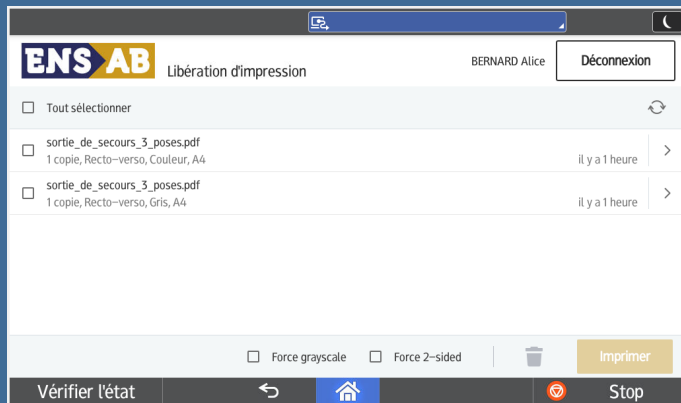 ENS AB
Libération d'impression
BERNARD Alice
Déconnexion
Tout sélectionner
sortie_de_secours_3_poses.pdf
1 copie, Recto-verso, Couleur, A4
il y a 1 heure
sortie_de_secours_3_poses.pdf
1 copie, Recto-verso, Gris, A4
il y a 1 heure
Force grayscale
Force 2-sided
Imprimer
Vérifier l'état
Stop